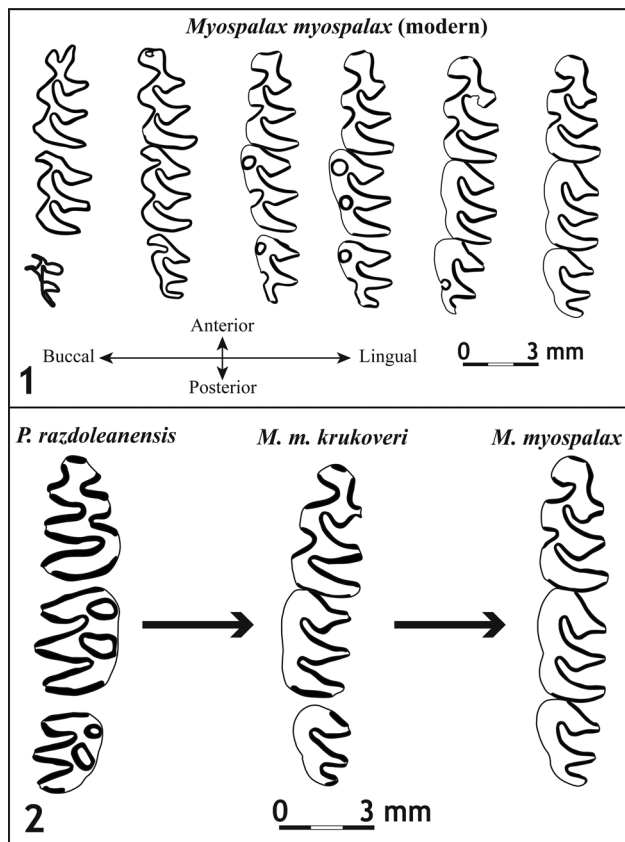 Myospalax myospalax (modern)
Anterior
Buccal Lingual
Posterior
0 3 mm
1
P. razdoleanensis M. m. krukoveri M. myospalax
0 3 mm
2